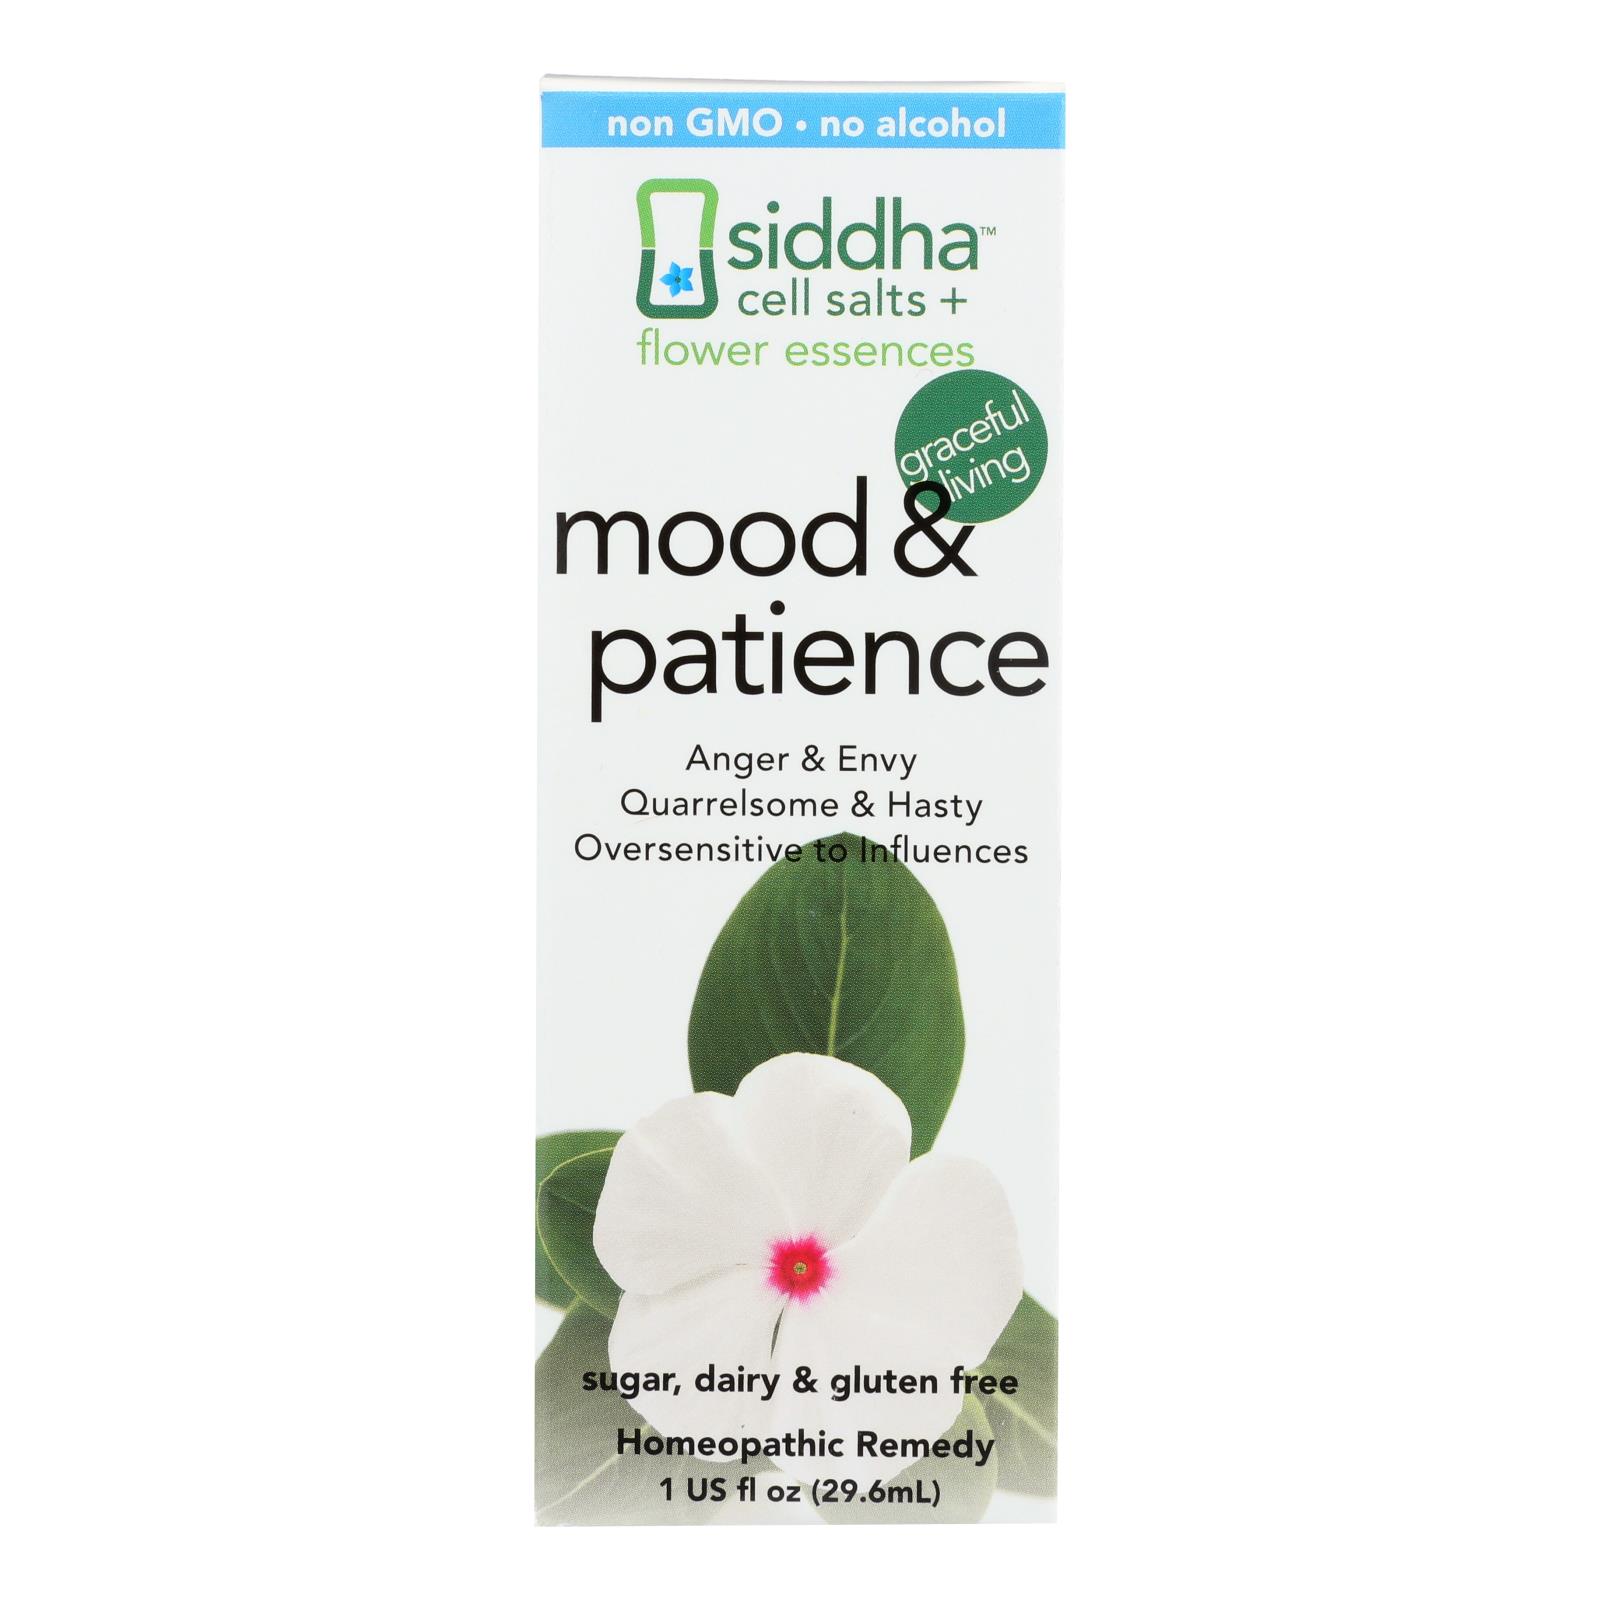 non GMO • no alcohol
siddha™
cell salts +
flower essences
graceful
living
mood &
patience
Anger & Envy
Quarrelsome & Hasty
Oversensitive to Influences
sugar, dairy & gluten free
Homeopathic Remedy
1 US fl oz (29.6mL)